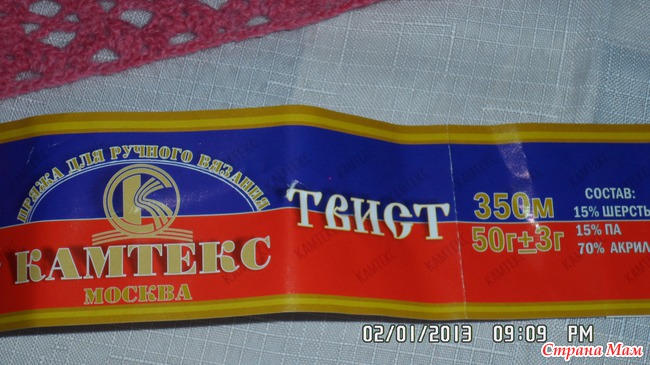 ПРЯЖА ДЛЯ РУЧНОГО ВЯЗАНИЯ
КАМТЕКС
МОСКВА
ТВИСТ
350м
50г±3г
СОСТАВ:
15% ШЕРСТЬ
15% ПА
70% АКРИЛ
02/01/2013 09:09 PM
Страна Мам